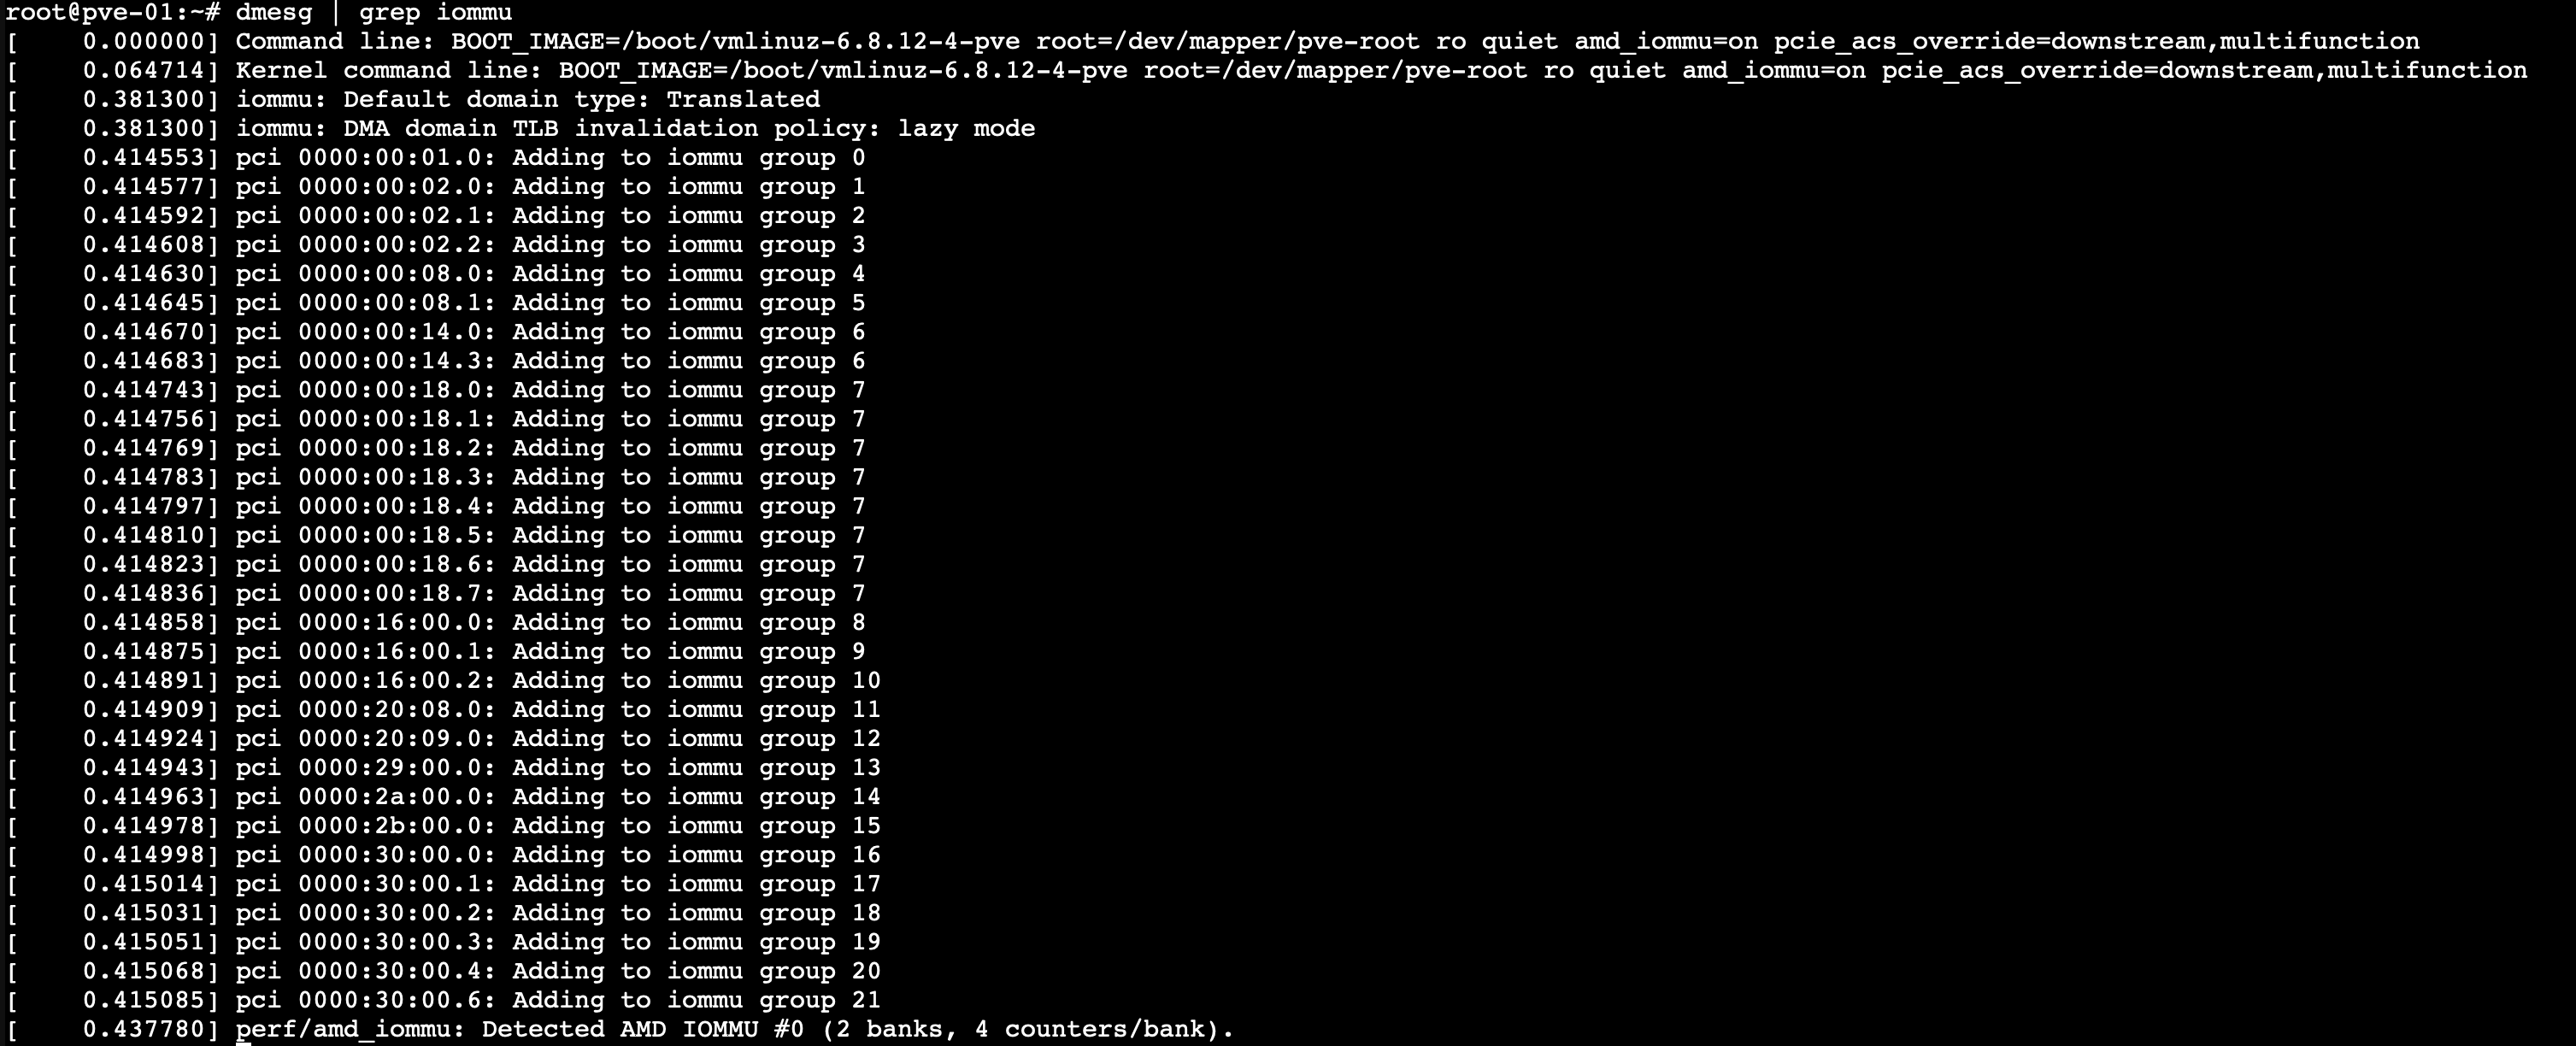 root@pve-01:~# dmesg | grep iommu
[    0.000000] Command line: BOOT_IMAGE=/boot/vmlinuz-6.8.12-4-pve root=/dev/mapper/pve-root ro quiet amd_iommu=on pcie_acs_override=downstream,multifunction
[    0.064714] Kernel command line: BOOT_IMAGE=/boot/vmlinuz-6.8.12-4-pve root=/dev/mapper/pve-root ro quiet amd_iommu=on pcie_acs_override=downstream,multifunction
[    0.381300] iommu: Default domain type: Translated
[    0.381300] iommu: DMA domain TLB invalidation policy: lazy mode
[    0.414553] pci 0000:00:01.0: Adding to iommu group 0
[    0.414577] pci 0000:00:02.0: Adding to iommu group 1
[    0.414592] pci 0000:00:02.1: Adding to iommu group 2
[    0.414608] pci 0000:00:02.2: Adding to iommu group 3
[    0.414630] pci 0000:00:08.0: Adding to iommu group 4
[    0.414645] pci 0000:00:08.1: Adding to iommu group 5
[    0.414670] pci 0000:00:14.0: Adding to iommu group 6
[    0.414683] pci 0000:00:14.3: Adding to iommu group 6
[    0.414743] pci 0000:00:18.0: Adding to iommu group 7
[    0.414756] pci 0000:00:18.1: Adding to iommu group 7
[    0.414769] pci 0000:00:18.2: Adding to iommu group 7
[    0.414783] pci 0000:00:18.3: Adding to iommu group 7
[    0.414797] pci 0000:00:18.4: Adding to iommu group 7
[    0.414810] pci 0000:00:18.5: Adding to iommu group 7
[    0.414823] pci 0000:00:18.6: Adding to iommu group 7
[    0.414836] pci 0000:00:18.7: Adding to iommu group 7
[    0.414858] pci 0000:16:00.0: Adding to iommu group 8
[    0.414875] pci 0000:16:00.1: Adding to iommu group 9
[    0.414891] pci 0000:16:00.2: Adding to iommu group 10
[    0.414909] pci 0000:20:08.0: Adding to iommu group 11
[    0.414924] pci 0000:20:09.0: Adding to iommu group 12
[    0.414943] pci 0000:29:00.0: Adding to iommu group 13
[    0.414963] pci 0000:2a:00.0: Adding to iommu group 14
[    0.414978] pci 0000:2b:00.0: Adding to iommu group 15
[    0.414998] pci 0000:30:00.0: Adding to iommu group 16
[    0.415014] pci 0000:30:00.1: Adding to iommu group 17
[    0.415031] pci 0000:30:00.2: Adding to iommu group 18
[    0.415051] pci 0000:30:00.3: Adding to iommu group 19
[    0.415068] pci 0000:30:00.4: Adding to iommu group 20
[    0.415085] pci 0000:30:00.6: Adding to iommu group 21
[    0.437780] perf/amd_iommu: Detected AMD IOMMU #0 (2 banks, 4 counters/bank).